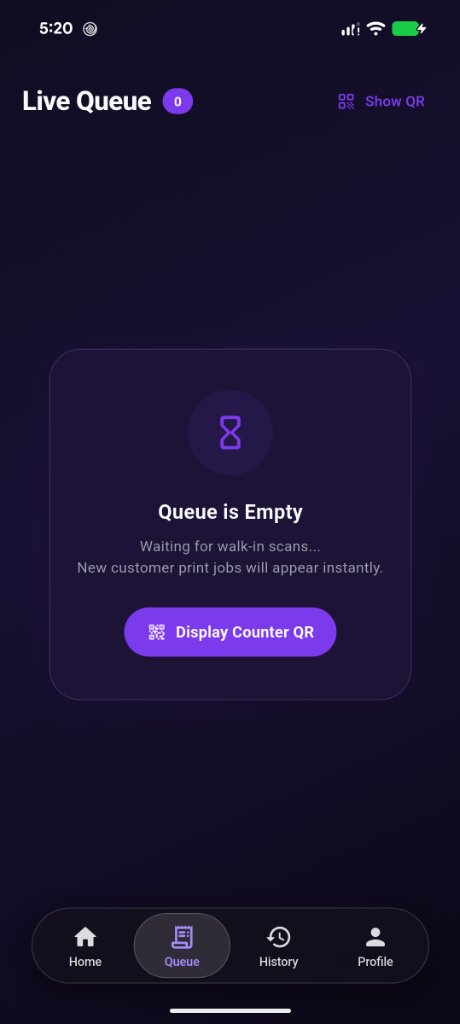 5:20
Live Queue 0 Show QR
Queue is Empty
Waiting for walk-in scans...
New customer print jobs will appear instantly.
Display Counter QR
Home Queue History Profile